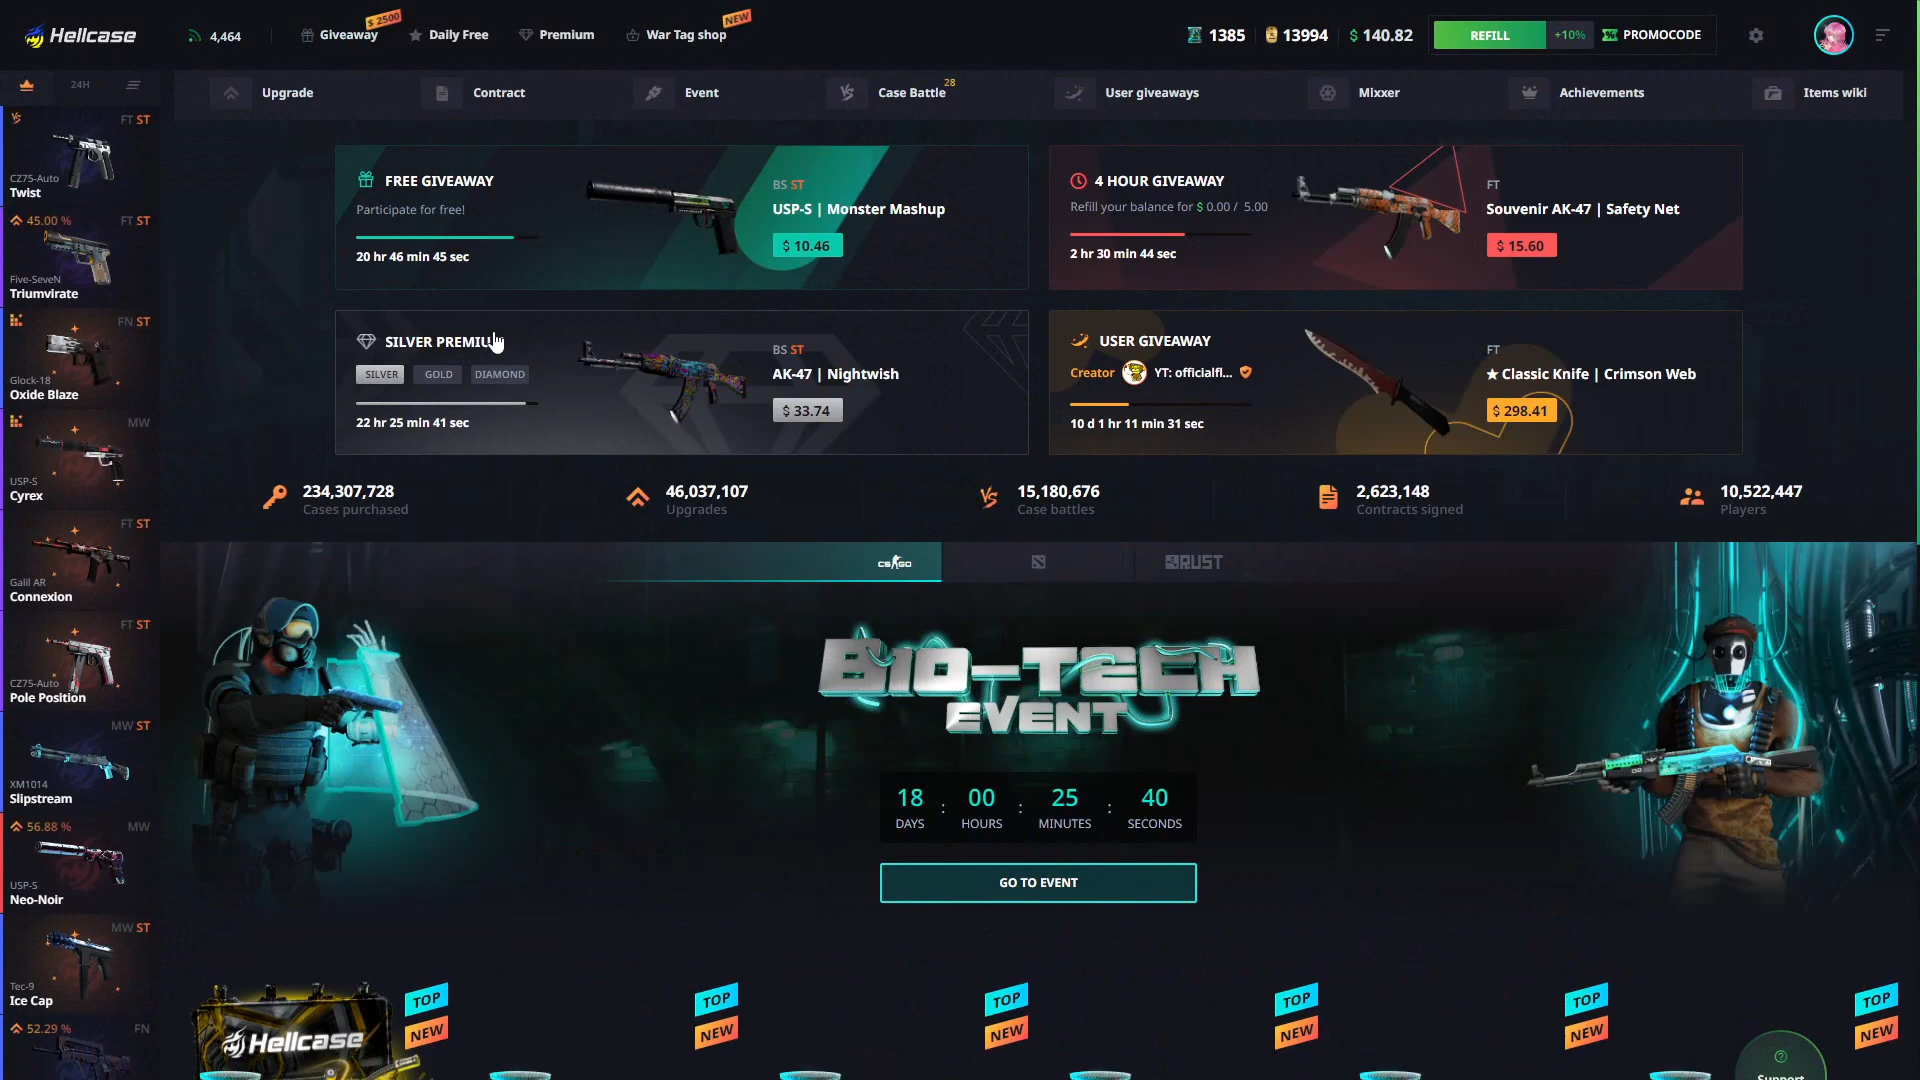 Hellcase
4,464
Giveaway
$ 2500
Daily Free
Premium
War Tag shop
NEW
1385
13994
$ 140.82
REFILL
+10%
PROMOCODE
24H
Upgrade
Contract
Event
Case Battle
28
User giveaways
Mixxer
Achievements
Items wiki
FT ST
CZ75-Auto
Twist
45.00 %
FT ST
Five-SeveN
Triumvirate
FN ST
Glock-18
Oxide Blaze
MW
USP-S
Cyrex
FT ST
Galil AR
Connexion
FT ST
CZ75-Auto
Pole Position
MW ST
XM1014
Slipstream
56.88 %
MW
USP-S
Neo-Noir
MW ST
Tec-9
Ice Cap
52.29 %
FN
FREE GIVEAWAY
Participate for free!
20 hr 46 min 45 sec
BS ST
USP-S | Monster Mashup
$ 10.46
4 HOUR GIVEAWAY
Refill your balance for $ 0.00 / 5.00
2 hr 30 min 44 sec
FT
Souvenir AK-47 | Safety Net
$ 15.60
SILVER PREMIU
SILVER
GOLD
DIAMOND
22 hr 25 min 41 sec
BS ST
AK-47 | Nightwish
$ 33.74
USER GIVEAWAY
Creator YT: officialfl...
10 d 1 hr 11 min 31 sec
FT
★ Classic Knife | Crimson Web
$ 298.41
234,307,728
Cases purchased
46,037,107
Upgrades
15,180,676
Case battles
2,623,148
Contracts signed
10,522,447
Players
CS:GO
RUST
BIO-TECH
EVENT
18 : 00 : 25 : 40
DAYS HOURS MINUTES SECONDS
GO TO EVENT
Hellcase
TOP
NEW
TOP
NEW
TOP
NEW
TOP
NEW
TOP
NEW
TOP
NEW
Support